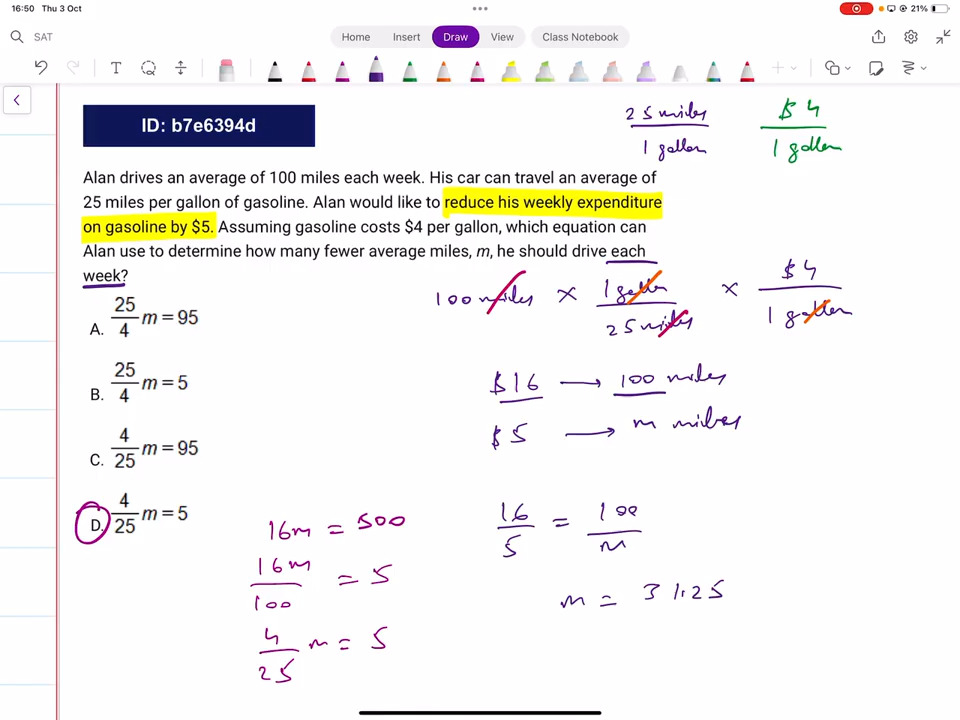 16:50 Thu 3 Oct
21%
SAT
Home Insert Draw View Class Notebook
ID: b7e6394d
25 miles / 1 gallon
$4 / 1 gallon
Alan drives an average of 100 miles each week. His car can travel an average of
25 miles per gallon of gasoline. Alan would like to reduce his weekly expenditure
on gasoline by $5. Assuming gasoline costs $4 per gallon, which equation can
Alan use to determine how many fewer average miles, m, he should drive each
week?
100 miles × 1 gallon / 25 miles × $4 / 1 gallon
A. 25/4 m = 95
B. 25/4 m = 5
C. 4/25 m = 95
D. 4/25 m = 5
$16 → 100 miles
$5 → m miles
16/5 = 100/m
m = 31.25
16m = 500
16m/100 = 5
4/25 m = 5